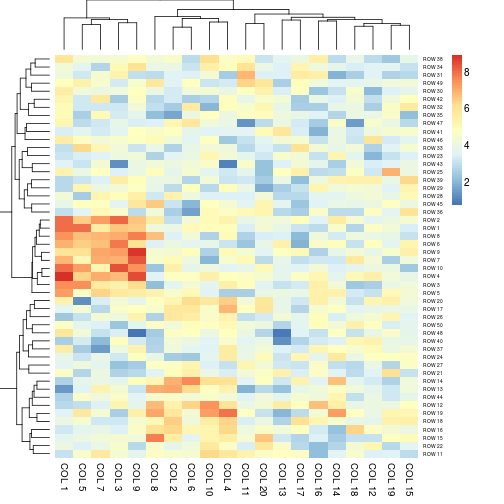 ROW 38
ROW 34
ROW 31
ROW 49
ROW 30
ROW 42
ROW 32
ROW 35
ROW 47
ROW 41
ROW 46
ROW 33
ROW 23
ROW 43
ROW 25
ROW 39
ROW 29
ROW 28
ROW 45
ROW 36
ROW 2
ROW 1
ROW 8
ROW 6
ROW 9
ROW 7
ROW 10
ROW 4
ROW 3
ROW 5
ROW 20
ROW 17
ROW 26
ROW 50
ROW 48
ROW 40
ROW 37
ROW 24
ROW 27
ROW 21
ROW 14
ROW 13
ROW 44
ROW 12
ROW 19
ROW 18
ROW 16
ROW 15
ROW 22
ROW 11
8
6
4
2
COL 1
COL 5
COL 7
COL 3
COL 9
COL 8
COL 2
COL 6
COL 10
COL 4
COL 11
COL 20
COL 13
COL 17
COL 16
COL 14
COL 18
COL 12
COL 19
COL 15